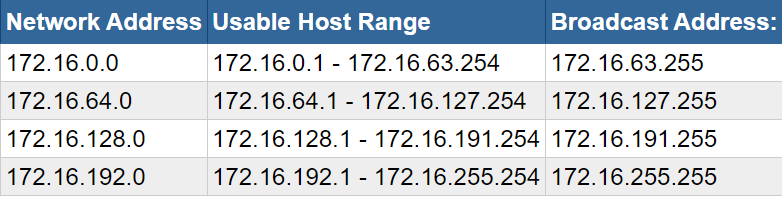 Network Address Usable Host Range Broadcast Address:
172.16.0.0 172.16.0.1 - 172.16.63.254 172.16.63.255
172.16.64.0 172.16.64.1 - 172.16.127.254 172.16.127.255
172.16.128.0 172.16.128.1 - 172.16.191.254 172.16.191.255
172.16.192.0 172.16.192.1 - 172.16.255.254 172.16.255.255